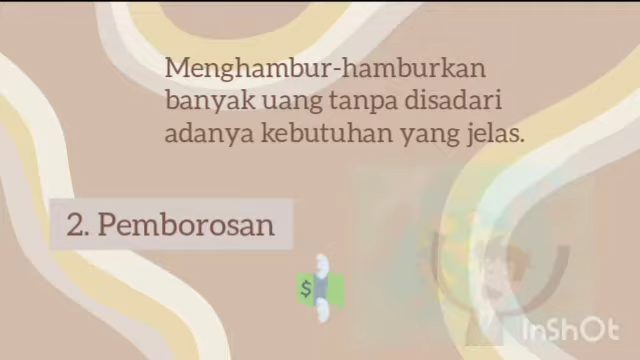 Menghambur-hamburkan
banyak uang tanpa disadari
adanya kebutuhan yang jelas.
2. Pemborosan
$
InShOt